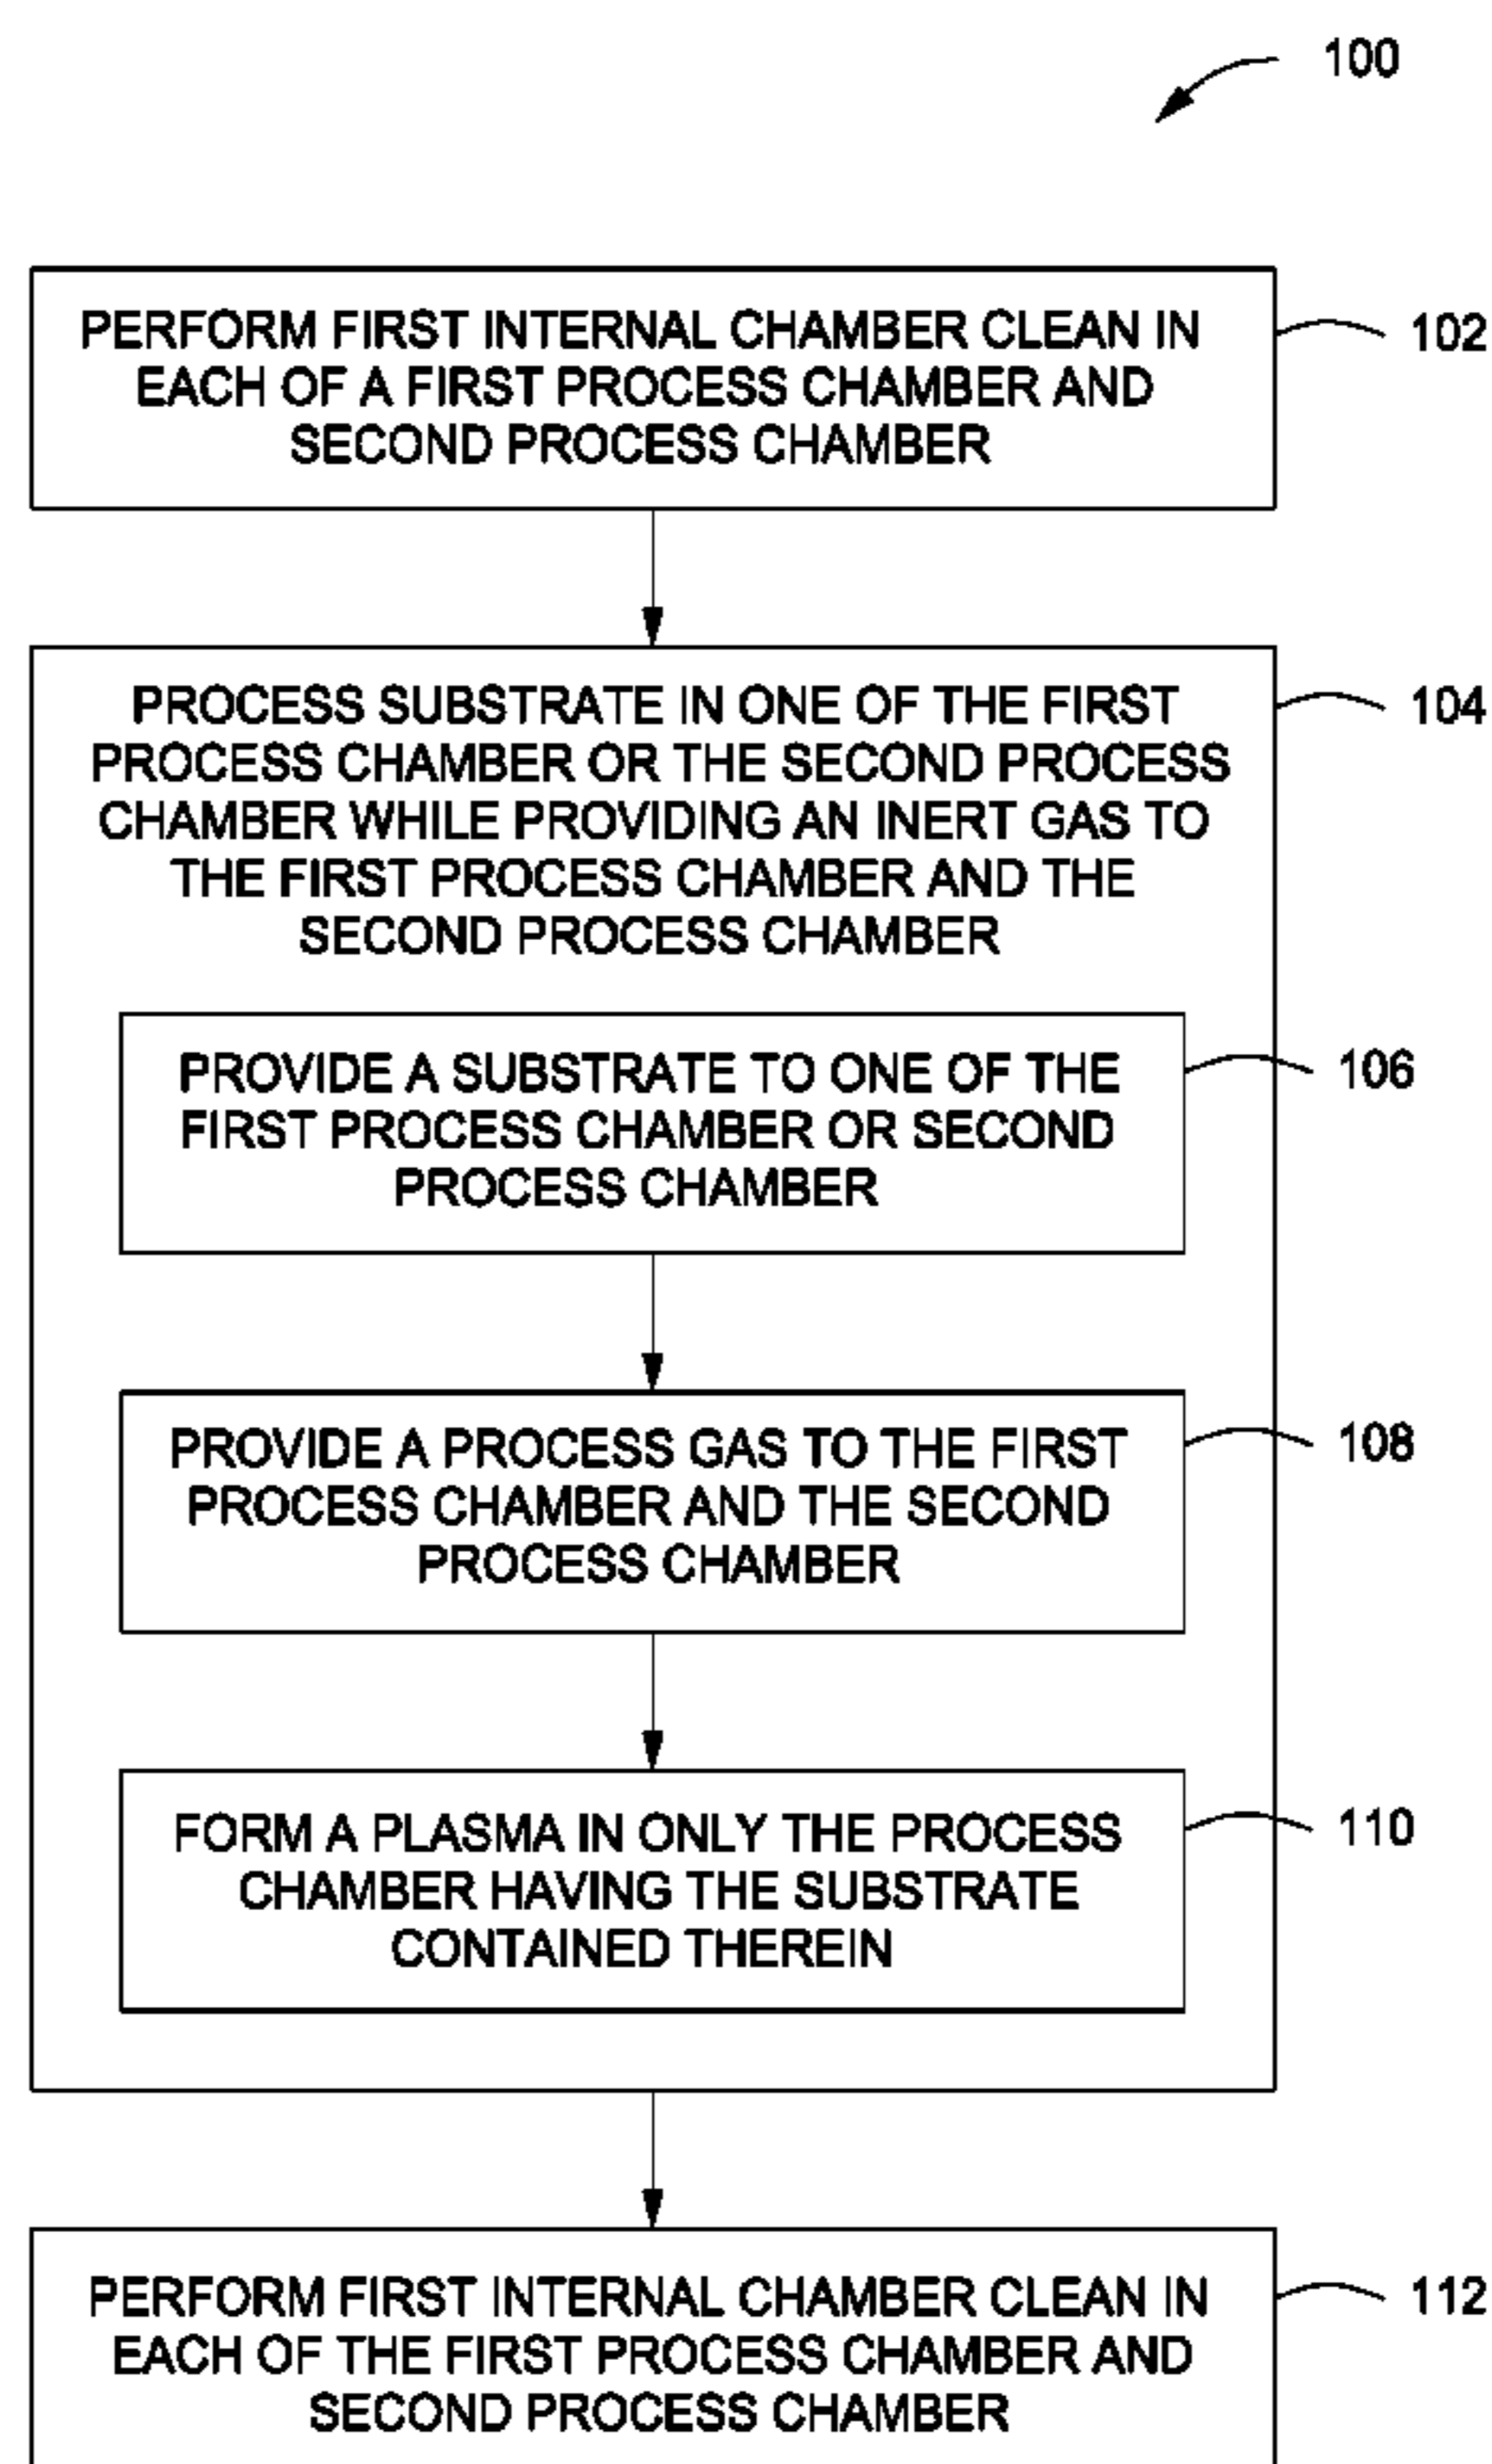 100
PERFORM FIRST INTERNAL CHAMBER CLEAN IN
EACH OF A FIRST PROCESS CHAMBER AND
SECOND PROCESS CHAMBER
102
PROCESS SUBSTRATE IN ONE OF THE FIRST
PROCESS CHAMBER OR THE SECOND PROCESS
CHAMBER WHILE PROVIDING AN INERT GAS TO
THE FIRST PROCESS CHAMBER AND THE
SECOND PROCESS CHAMBER
104
PROVIDE A SUBSTRATE TO ONE OF THE
FIRST PROCESS CHAMBER OR SECOND
PROCESS CHAMBER
106
PROVIDE A PROCESS GAS TO THE FIRST
PROCESS CHAMBER AND THE SECOND
PROCESS CHAMBER
108
FORM A PLASMA IN ONLY THE PROCESS
CHAMBER HAVING THE SUBSTRATE
CONTAINED THEREIN
110
PERFORM FIRST INTERNAL CHAMBER CLEAN IN
EACH OF THE FIRST PROCESS CHAMBER AND
SECOND PROCESS CHAMBER
112